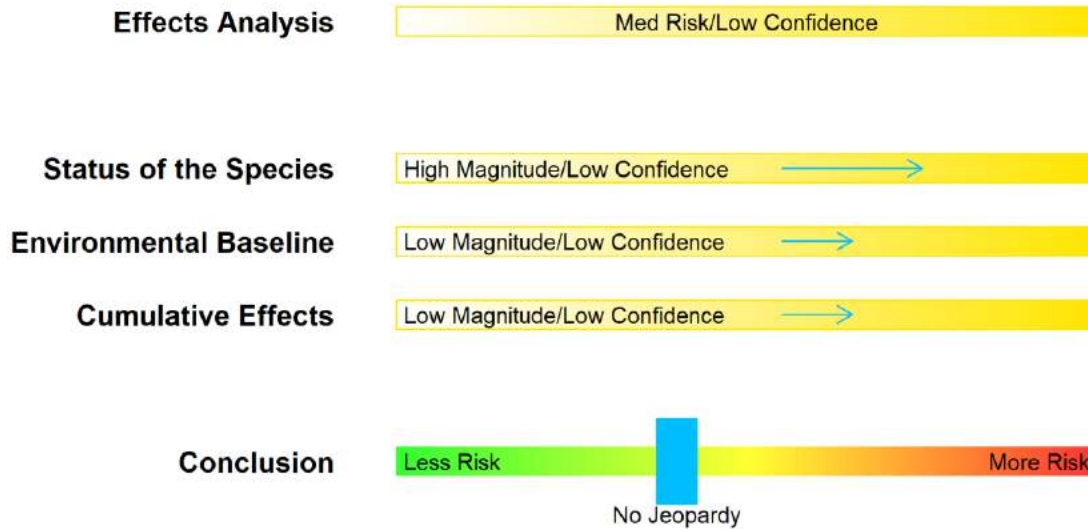 Effects Analysis Med Risk/Low Confidence
Status of the Species High Magnitude/Low Confidence
Environmental Baseline Low Magnitude/Low Confidence
Cumulative Effects Low Magnitude/Low Confidence
Conclusion Less Risk More Risk
No Jeopardy